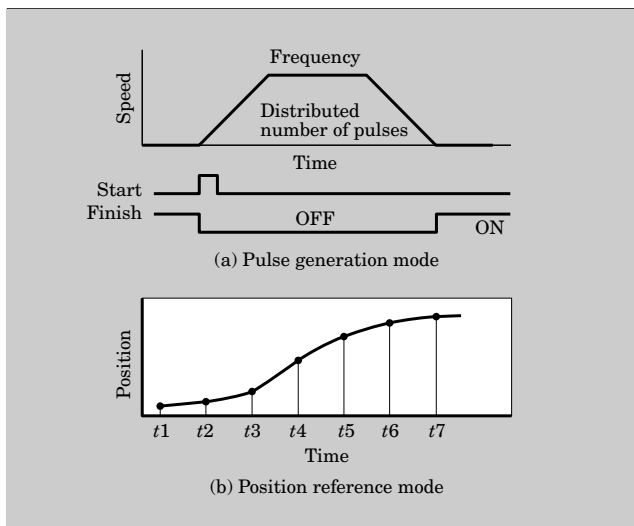 Frequency
Speed
Distributed
number of pulses
Time
Start
Finish
OFF
ON
(a) Pulse generation mode
Position
t1 t2 t3 t4 t5 t6 t7
Time
(b) Position reference mode